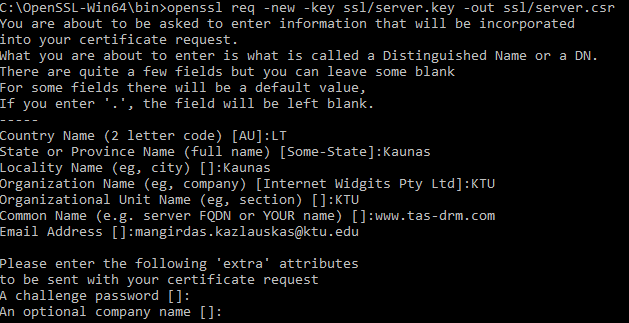 C:\OpenSSL-Win64\bin>openssl req -new -key ssl/server.key -out ssl/server.csr
You are about to be asked to enter information that will be incorporated
into your certificate request.
What you are about to enter is what is called a Distinguished Name or a DN.
There are quite a few fields but you can leave some blank
For some fields there will be a default value,
If you enter '.', the field will be left blank.
-----
Country Name (2 letter code) [AU]:LT
State or Province Name (full name) [Some-State]:Kaunas
Locality Name (eg, city) []:Kaunas
Organization Name (eg, company) [Internet Widgits Pty Ltd]:KTU
Organizational Unit Name (eg, section) []:KTU
Common Name (e.g. server FQDN or YOUR name) []:www.tas-drm.com
Email Address []:mangirdas.kazlauskas@ktu.edu

Please enter the following 'extra' attributes
to be sent with your certificate request
A challenge password []:
An optional company name []: